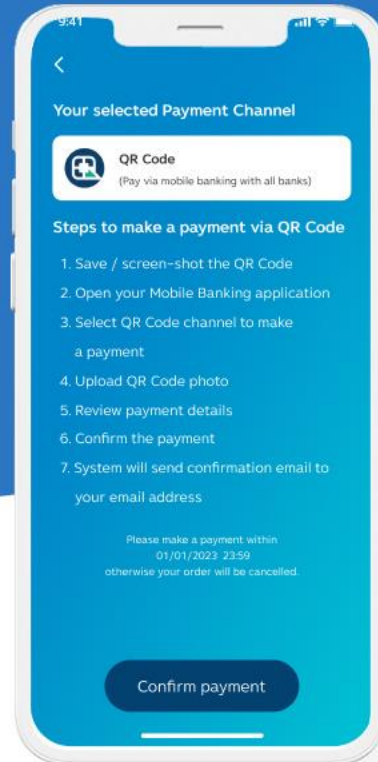 9:41
Your selected Payment Channel
QR Code
(Pay via mobile banking with all banks)
Steps to make a payment via QR Code
1. Save / screen-shot the QR Code
2. Open your Mobile Banking application
3. Select QR Code channel to make
a payment
4. Upload QR Code photo
5. Review payment details
6. Confirm the payment
7. System will send confirmation email to
your email address
Please make a payment within
01/01/2023 23:59
otherwise your order will be cancelled.
Confirm payment